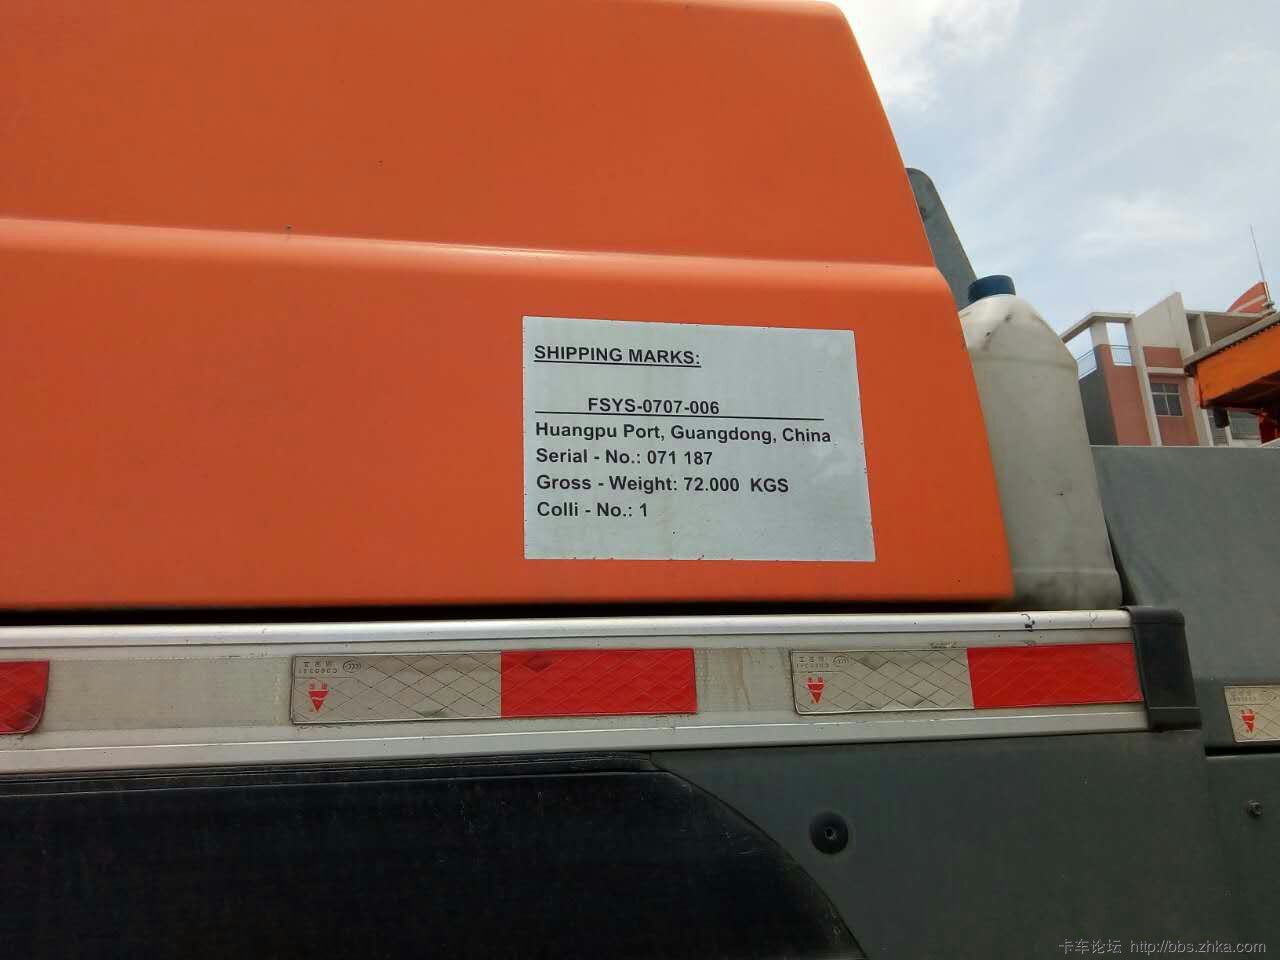 SHIPPING MARKS:
FSYS-0707-006
Huangpu Port, Guangdong, China
Serial - No.: 071 187
Gross - Weight: 72.000 KGS
Colli - No.: 1
卡车论坛 http://bbs.zhka.com